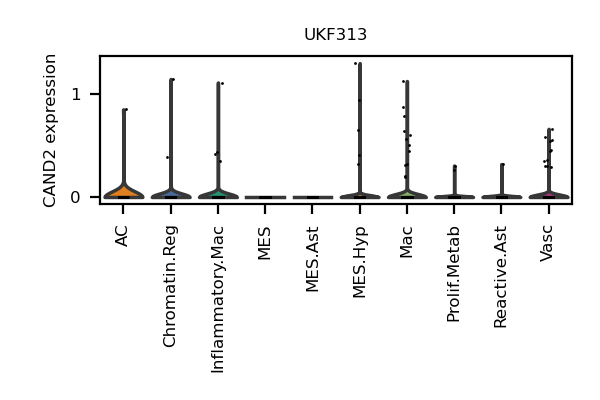 UKF313
CAND2 expression
1
0
AC
Chromatin.Reg
Inflammatory.Mac
MES
MES.Ast
MES.Hyp
Mac
Prolif.Metab
Reactive.Ast
Vasc